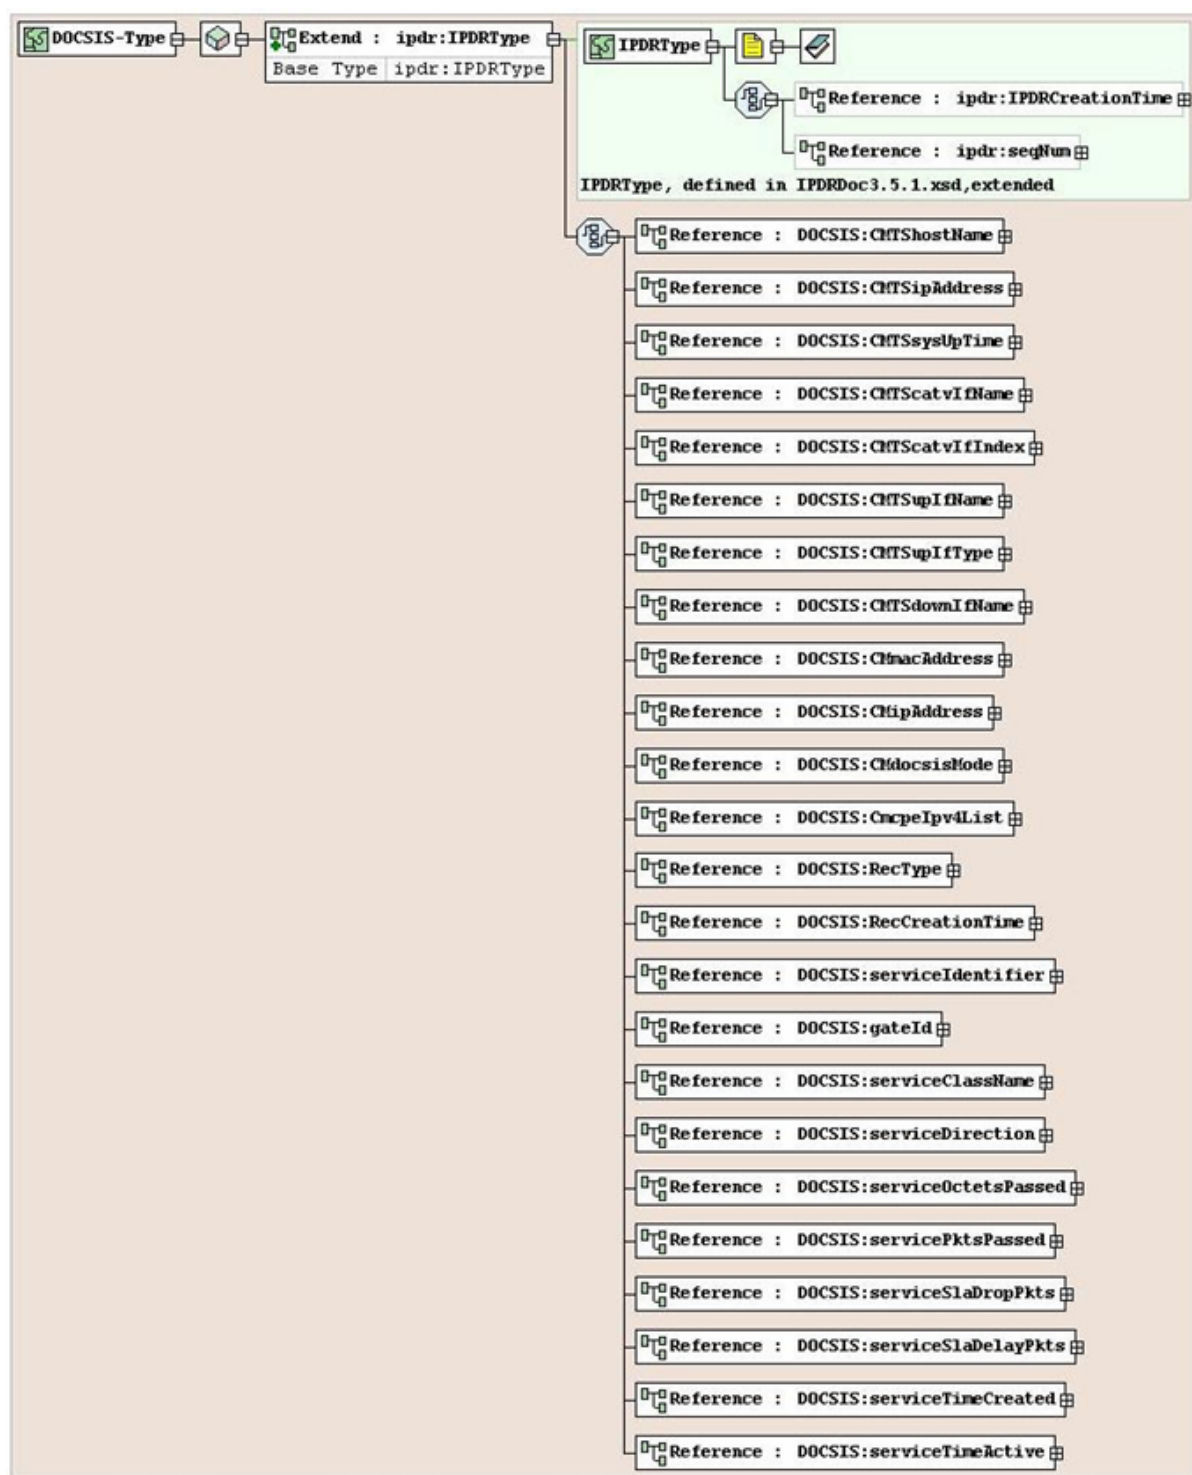 DOCSIS-Type
Extend : ipdr:IPDRType
Base Type ipdr:IPDRType
IPDRType
Reference : ipdr:IPDRCreationTime
Reference : ipdr:seqNum
IPDRType, defined in IPDRDoc3.5.1.xsd,extended
Reference : DOCSIS:CMTShostName
Reference : DOCSIS:CMTSipAddress
Reference : DOCSIS:CMTSsysUpTime
Reference : DOCSIS:CMTScatvIfName
Reference : DOCSIS:CMTScatvIfIndex
Reference : DOCSIS:CMTSupIfName
Reference : DOCSIS:CMTSupIfType
Reference : DOCSIS:CMTSdownIfName
Reference : DOCSIS:CMmacAddress
Reference : DOCSIS:CMipAddress
Reference : DOCSIS:CMdocsisMode
Reference : DOCSIS:CmcpeIpv4List
Reference : DOCSIS:RecType
Reference : DOCSIS:RecCreationTime
Reference : DOCSIS:serviceIdentifier
Reference : DOCSIS:gateId
Reference : DOCSIS:serviceClassName
Reference : DOCSIS:serviceDirection
Reference : DOCSIS:serviceOctetsPassed
Reference : DOCSIS:servicePktsPassed
Reference : DOCSIS:serviceSlaDropPkts
Reference : DOCSIS:serviceSlaDelayPkts
Reference : DOCSIS:serviceTimeCreated
Reference : DOCSIS:serviceTimeActive